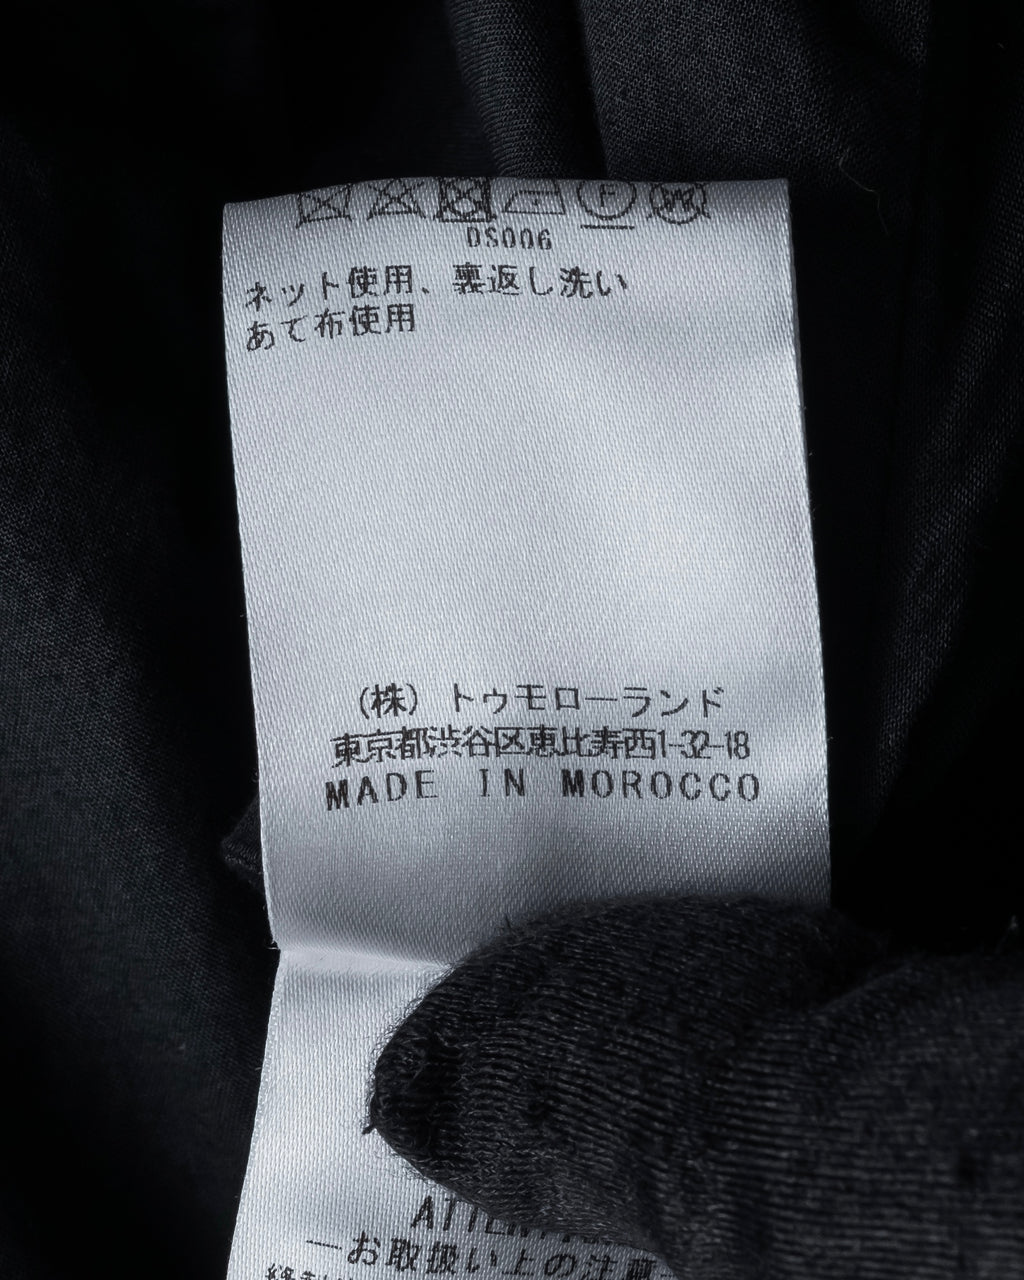 F W
DS006
ネット使用、裏返し洗い
あて布使用
(株) トゥモローランド
東京都渋谷区恵比寿西1-32-18
MADE IN MOROCCO
―お取扱い上の注意